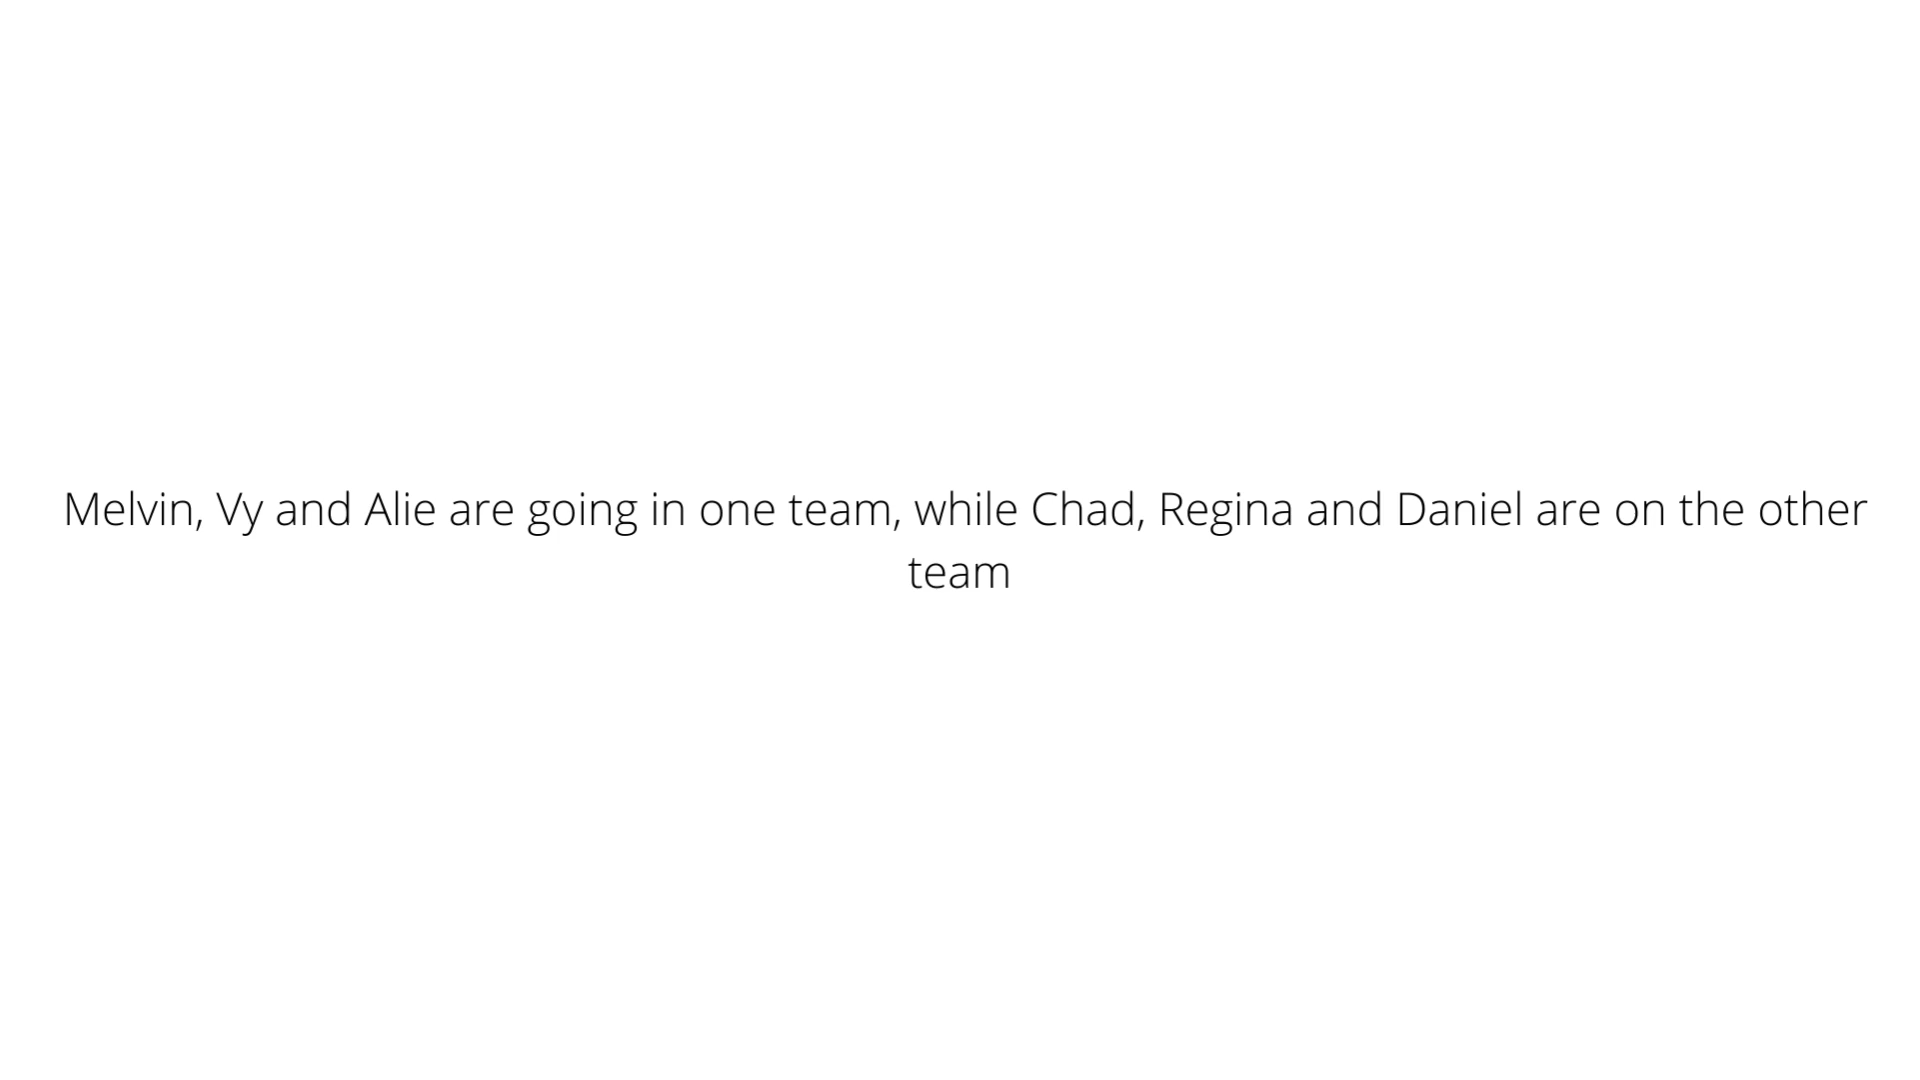 Melvin, Vy and Alie are going in one team, while Chad, Regina and Daniel are on the other
team